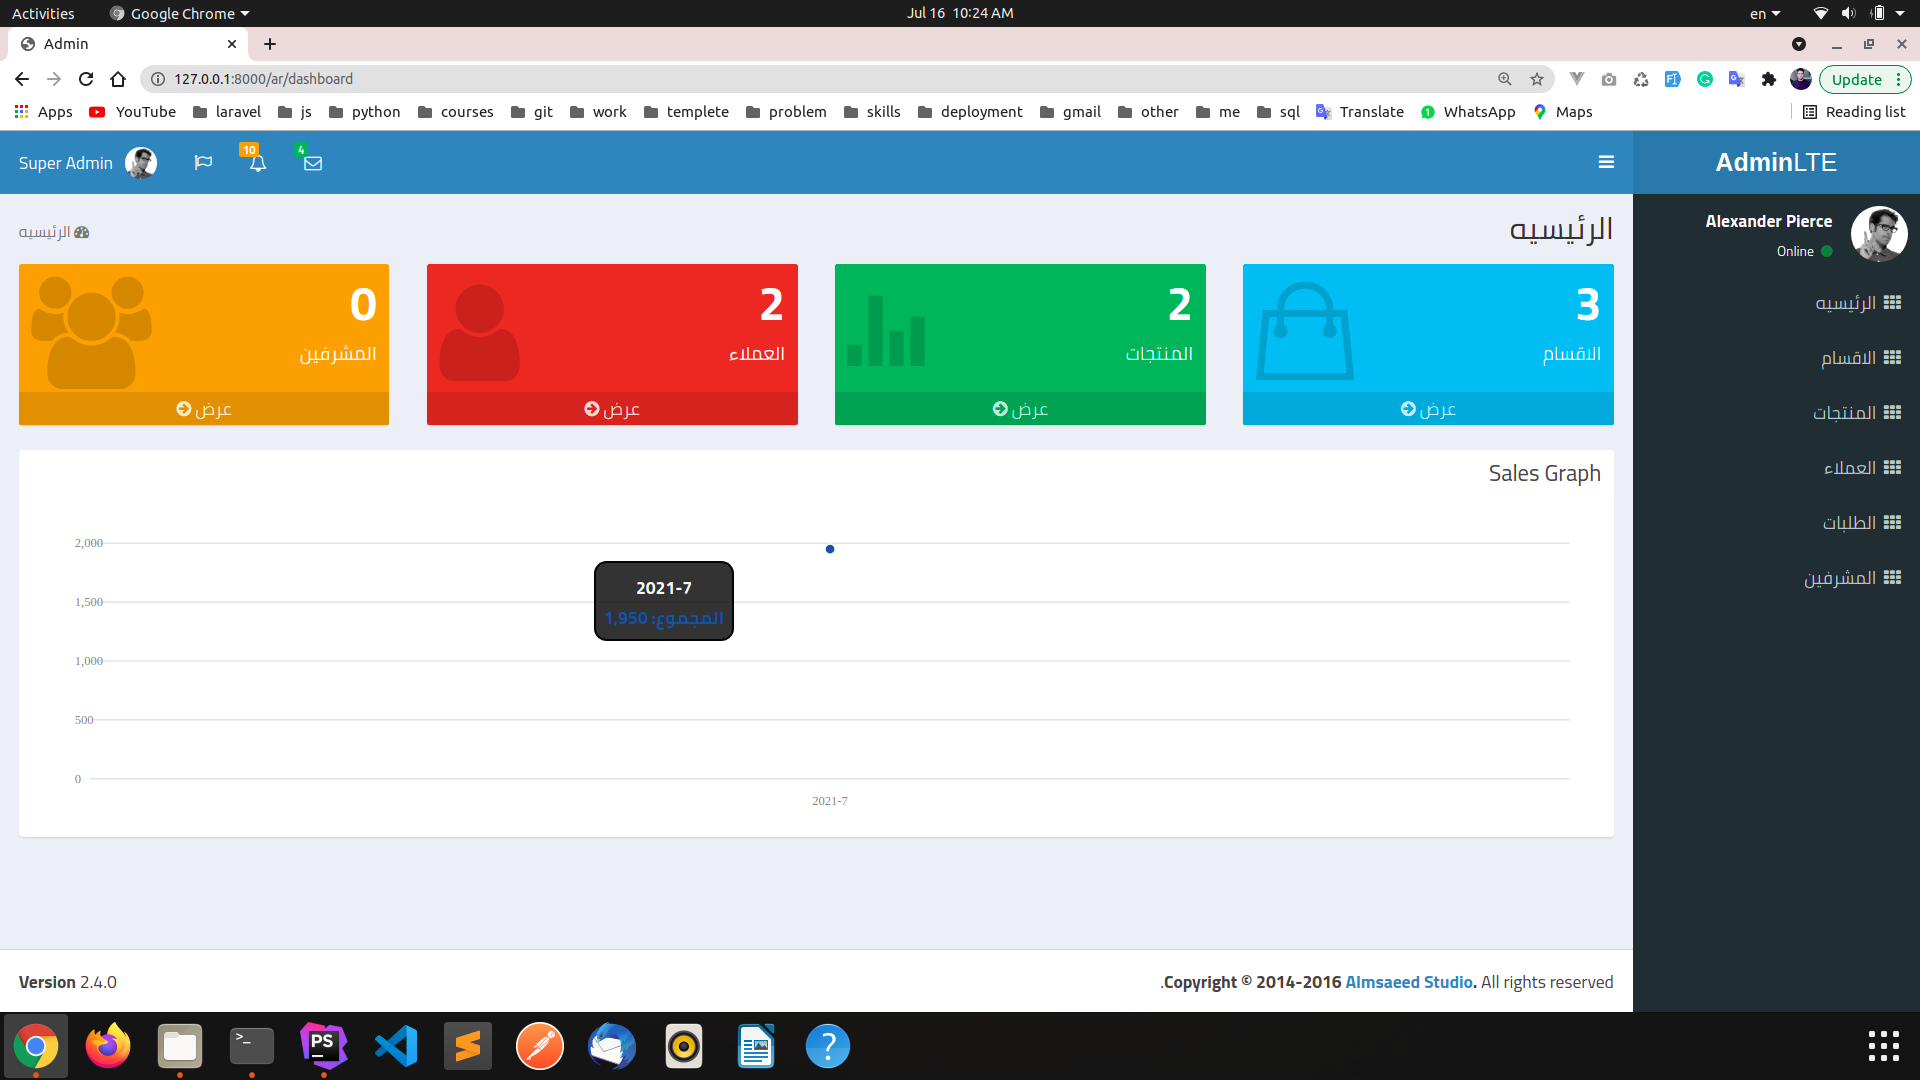 Activities Google Chrome Jul 16 10:24 AM en
Admin
127.0.0.1:8000/ar/dashboard Update
Apps YouTube laravel js python courses git work templete problem skills deployment gmail other me sql Translate WhatsApp Maps Reading list
Super Admin 10 4 AdminLTE
Alexander Pierce
Online
الرئيسيه
الاقسام
المنتجات
العملاء
الطلبات
المشرفين
الرئيسيه
الرئيسيه
3
الاقسام
عرض
2
المنتجات
عرض
2
العملاء
عرض
0
المشرفين
عرض
Sales Graph
2,000
1,500
1,000
500
0
2021-7
المجموع: 1,950
2021-7
Version 2.4.0
.Copyright © 2014-2016 Almsaeed Studio. All rights reserved